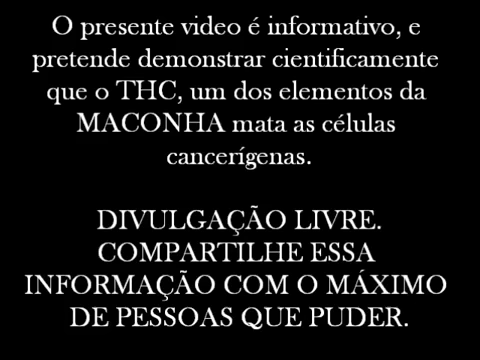 O presente video é informativo, e
pretende demonstrar cientificamente
que o THC, um dos elementos da
MACONHA mata as células
cancerígenas.
DIVULGAÇÃO LIVRE.
COMPARTILHE ESSA
INFORMAÇÃO COM O MÁXIMO
DE PESSOAS QUE PUDER.